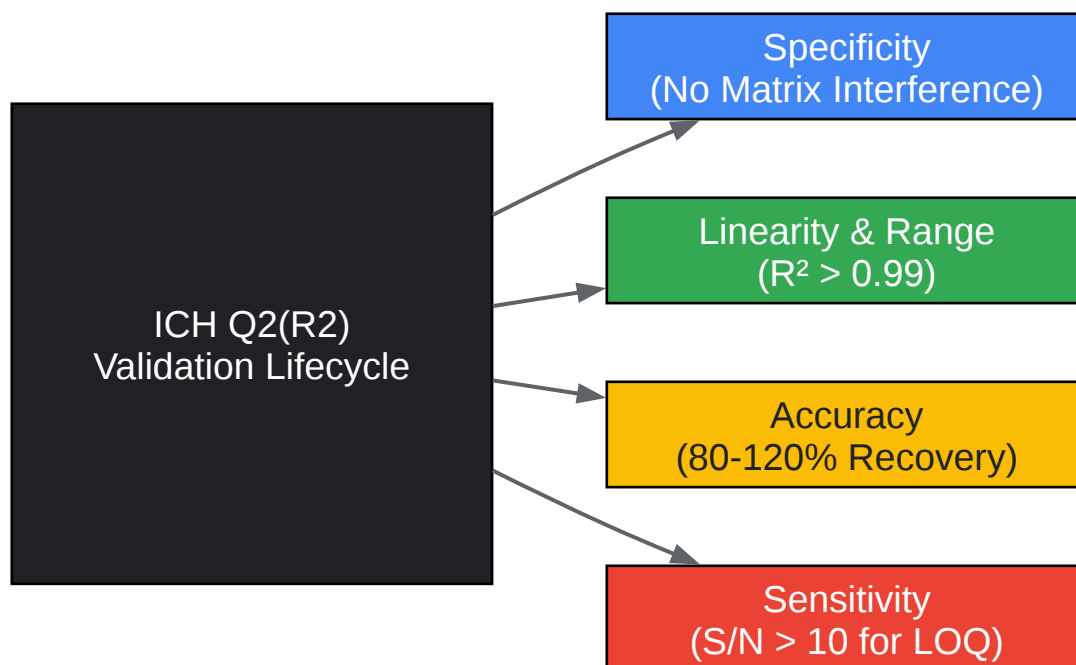 ICH Q2(R2)
Validation Lifecycle
Specificity
(No Matrix Interference)
Linearity & Range
(R² > 0.99)
Accuracy
(80-120% Recovery)
Sensitivity
(S/N > 10 for LOQ)